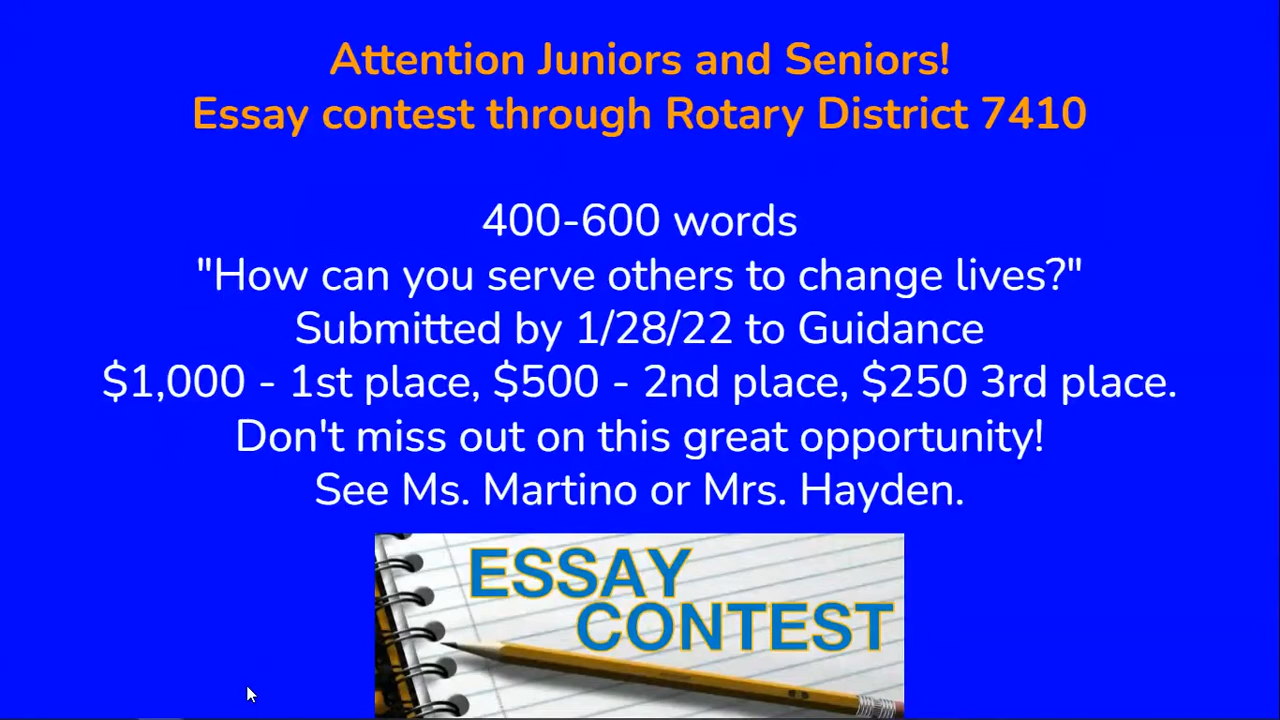 Attention Juniors and Seniors!
Essay contest through Rotary District 7410
400-600 words
"How can you serve others to change lives?"
Submitted by 1/28/22 to Guidance
$1,000 - 1st place, $500 - 2nd place, $250 3rd place.
Don't miss out on this great opportunity!
See Ms. Martino or Mrs. Hayden.
ESSAY
CONTEST